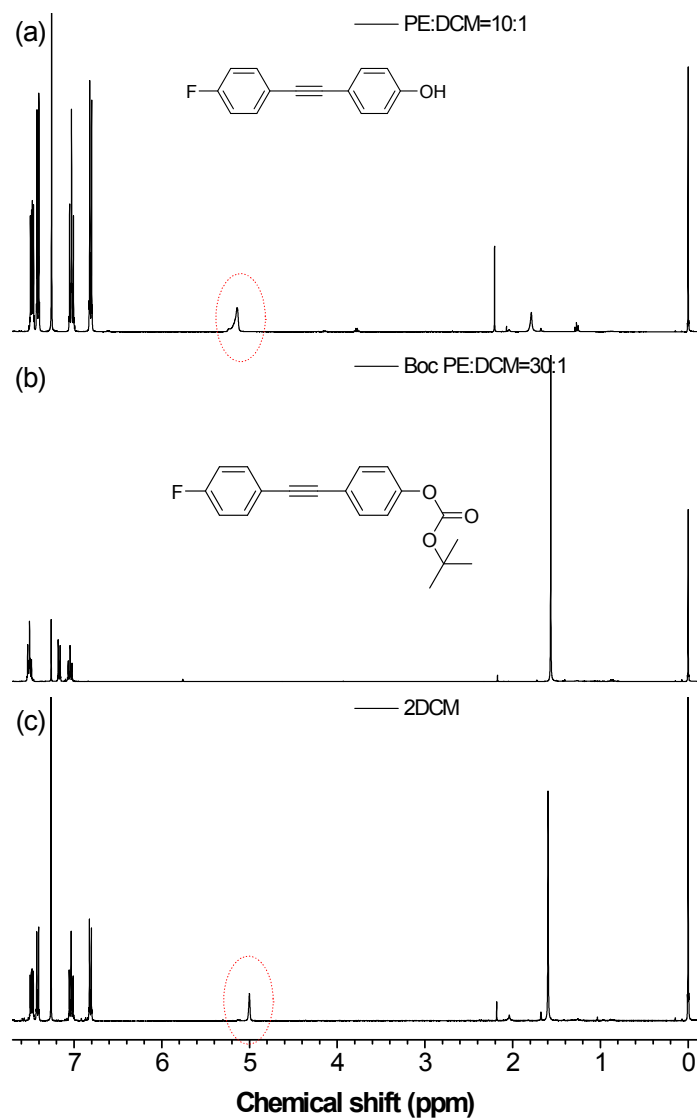 (a)
PE:DCM=10:1
F
OH
(b)
Boc PE:DCM=30:1
F
O
O
O
(c)
2DCM
7 6 5 4 3 2 1 0
Chemical shift (ppm)